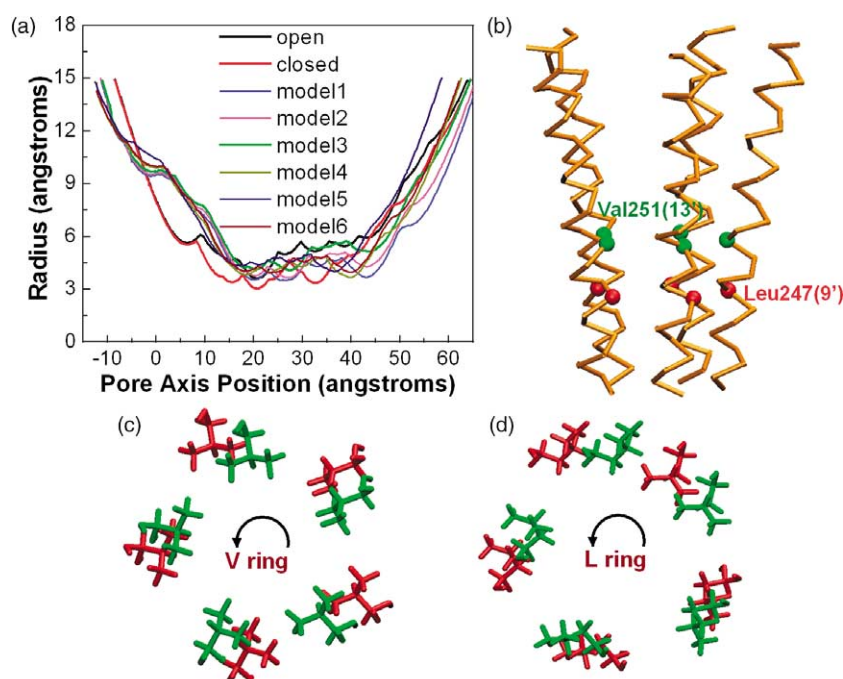 (a)
18
15
12
9
6
3
0
Radius (angstroms)
open
closed
model1
model2
model3
model4
model5
model6
-10 0 10 20 30 40 50 60
Pore Axis Position (angstroms)
(b)
Val251(13')
Leu247(9')
(c)
V ring
(d)
L ring